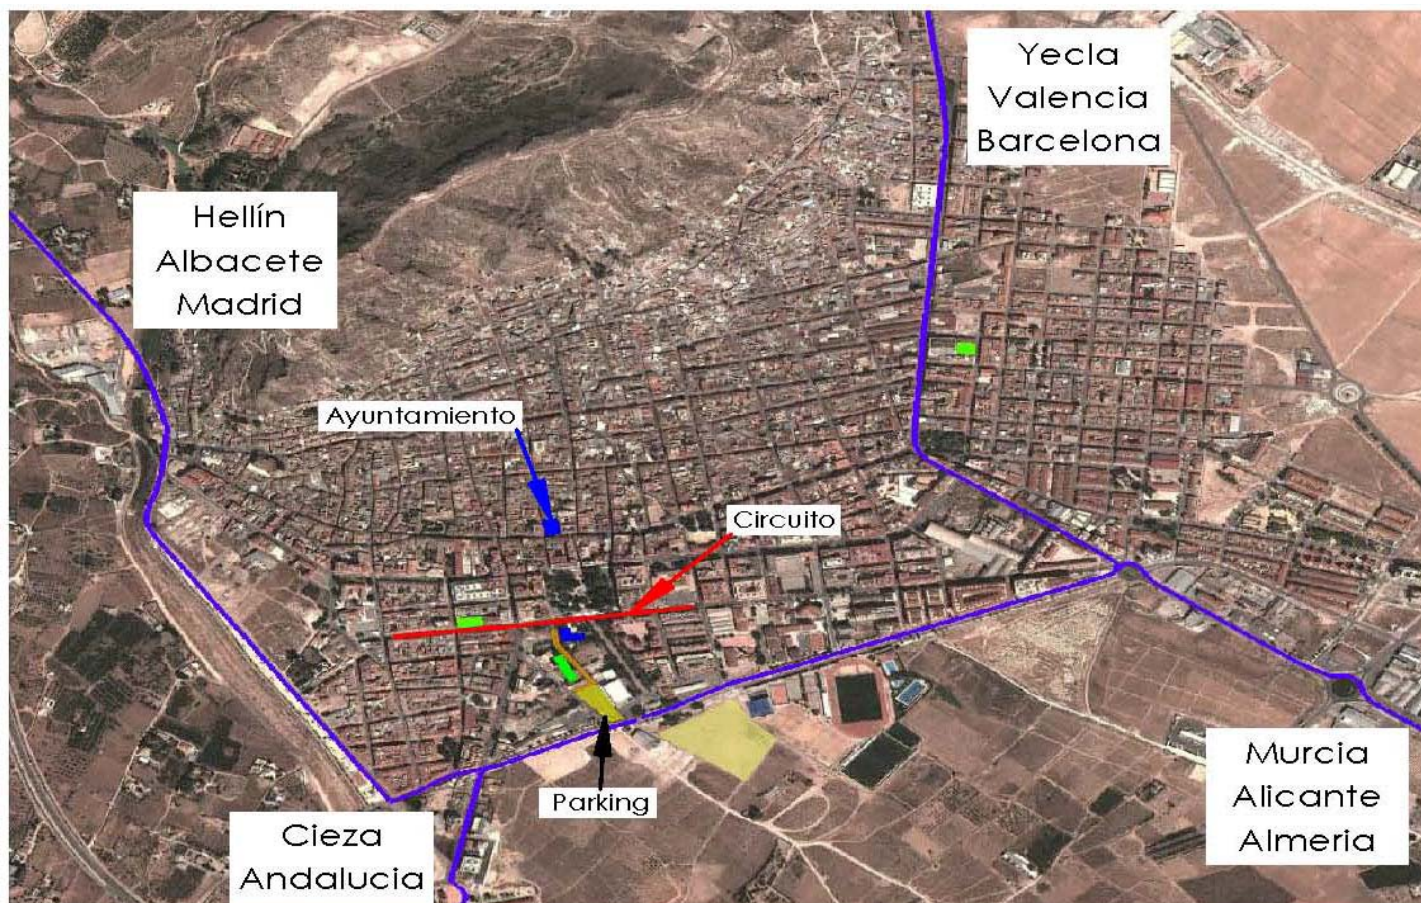 Yecla
Valencia
Barcelona
Hellín
Albacete
Madrid
Ayuntamiento
Circuito
Parking
Cieza
Andalucia
Murcia
Alicante
Almeria